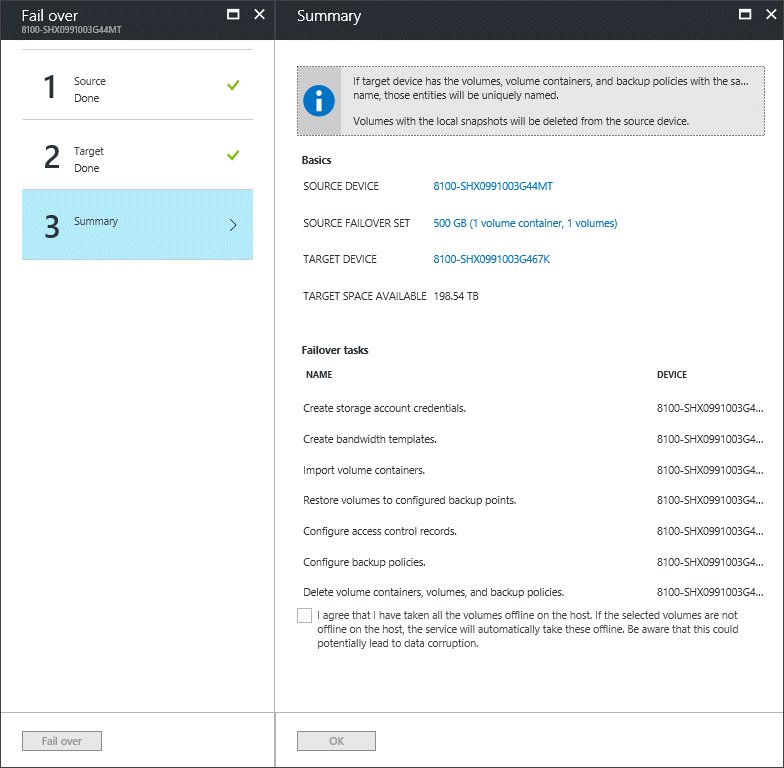 Fail over
8100-SHX0991003G44MT
1
Source
Done
2
Target
Done
3
Summary
Fail over
Summary
If target device has the volumes, volume containers, and backup policies with the sa...
name, those entities will be uniquely named.
Volumes with the local snapshots will be deleted from the source device.
Basics
SOURCE DEVICE 8100-SHX0991003G44MT
SOURCE FAILOVER SET 500 GB (1 volume container, 1 volumes)
TARGET DEVICE 8100-SHX0991003G467K
TARGET SPACE AVAILABLE 198.54 TB
Failover tasks
NAME DEVICE
Create storage account credentials. 8100-SHX0991003G4...
Create bandwidth templates. 8100-SHX0991003G4...
Import volume containers. 8100-SHX0991003G4...
Restore volumes to configured backup points. 8100-SHX0991003G4...
Configure access control records. 8100-SHX0991003G4...
Configure backup policies. 8100-SHX0991003G4...
Delete volume containers, volumes, and backup policies. 8100-SHX0991003G4...
I agree that I have taken all the volumes offline on the host. If the selected volumes are not
offline on the host, the service will automatically take these offline. Be aware that this could
potentially lead to data corruption.
OK